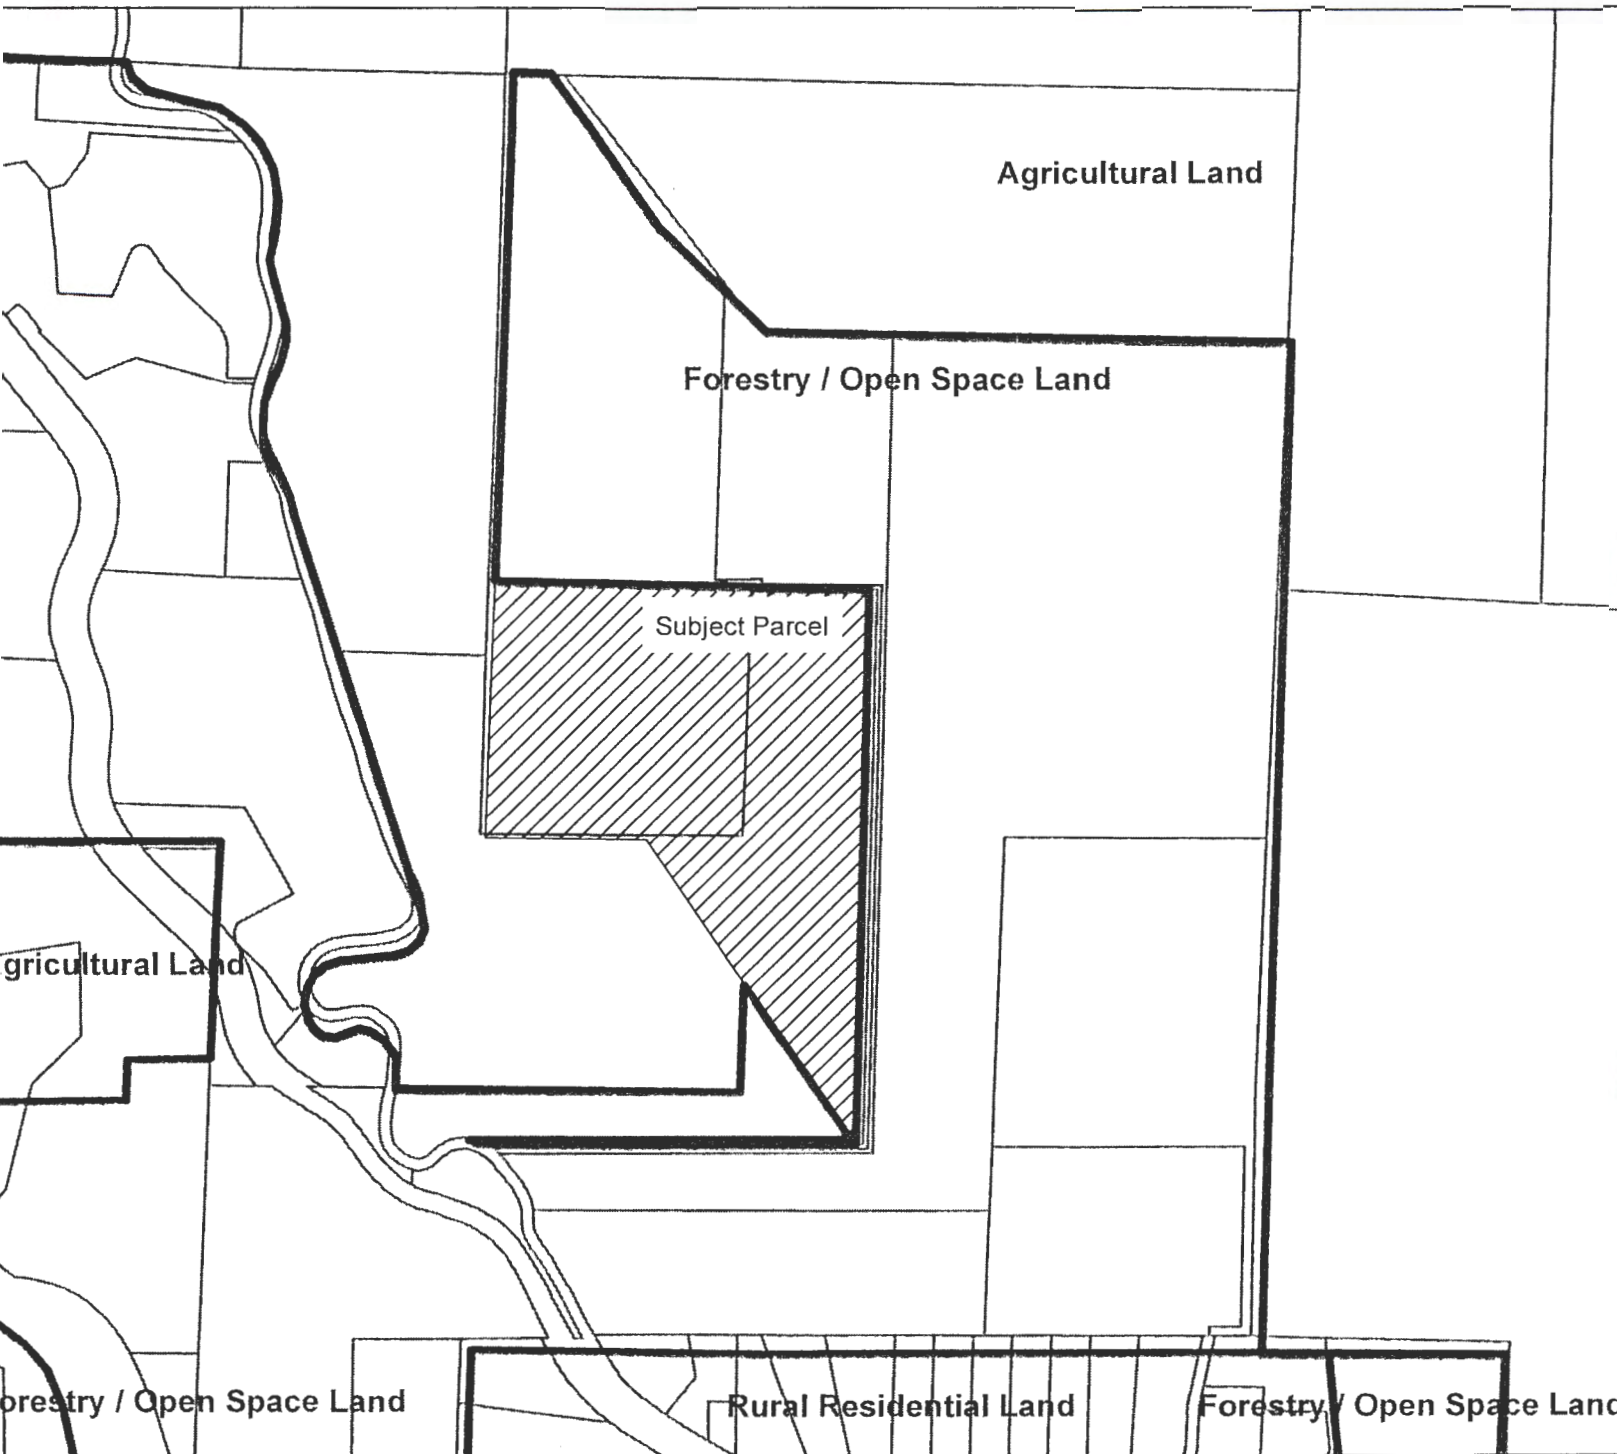 Agricultural Land
Forestry / Open Space Land
Subject Parcel
gricultural Land
orestry / Open Space Land
Rural Residential Land
Forestry / Open Space Land